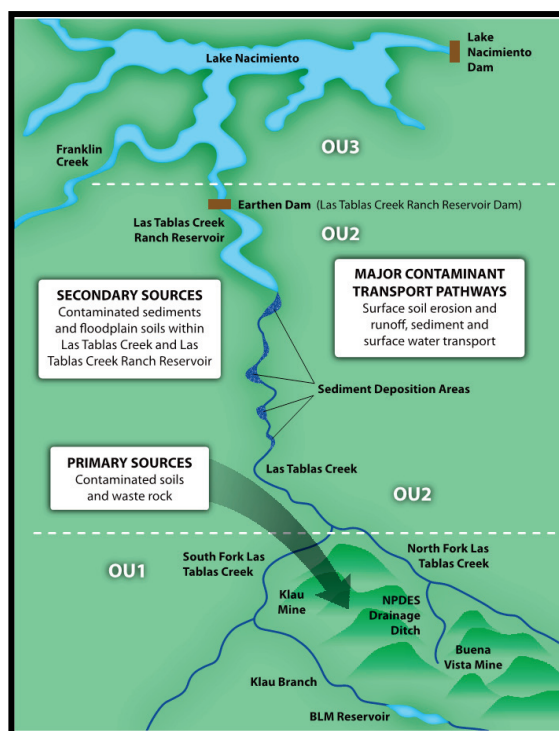 Lake Nacimiento
Lake
Nacimiento
Dam
Franklin
Creek
OU3
Earthen Dam (Las Tablas Creek Ranch Reservoir Dam)
Las Tablas Creek
Ranch Reservoir
OU2
SECONDARY SOURCES
Contaminated sediments
and floodplain soils within
Las Tablas Creek and Las
Tablas Creek Ranch Reservoir
MAJOR CONTAMINANT
TRANSPORT PATHWAYS
Surface soil erosion and
runoff, sediment and
surface water transport
Sediment Deposition Areas
PRIMARY SOURCES
Contaminated soils
and waste rock
Las Tablas Creek
OU2
OU1
South Fork Las
Tablas Creek
North Fork Las
Tablas Creek
Klau
Mine
NPDES
Drainage
Ditch
Buena
Vista Mine
Klau Branch
BLM Reservoir